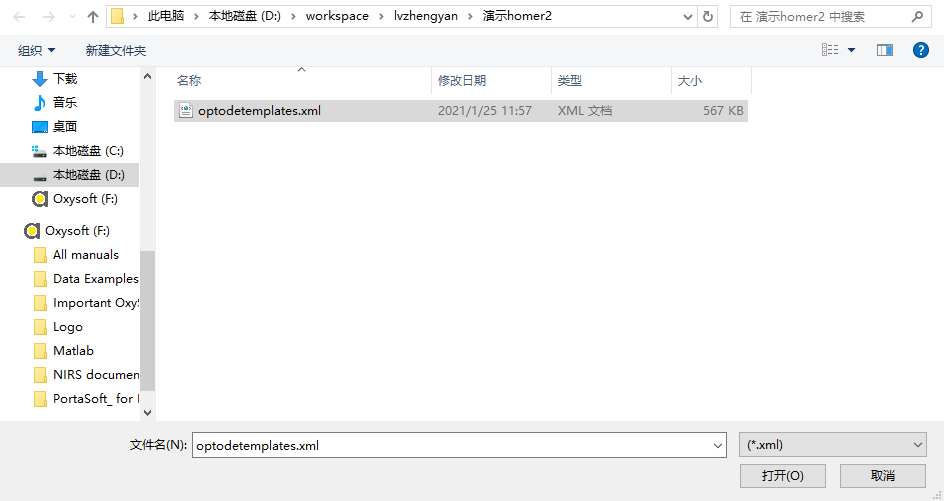 此电脑 › 本地磁盘 (D:) › workspace › lvzhengyan › 演示homer2
在 演示homer2 中搜索
组织 新建文件夹
名称 修改日期 类型 大小
optodetemplates.xml 2021/1/25 11:57 XML 文档 567 KB
下载
音乐
桌面
本地磁盘 (C:)
本地磁盘 (D:)
Oxysoft (F:)
Oxysoft (F:)
All manuals
Data Examples
Important Oxy
Logo
Matlab
NIRS documen
PortaSoft_ for
文件名(N): optodetemplates.xml (*.xml)
打开(O) 取消